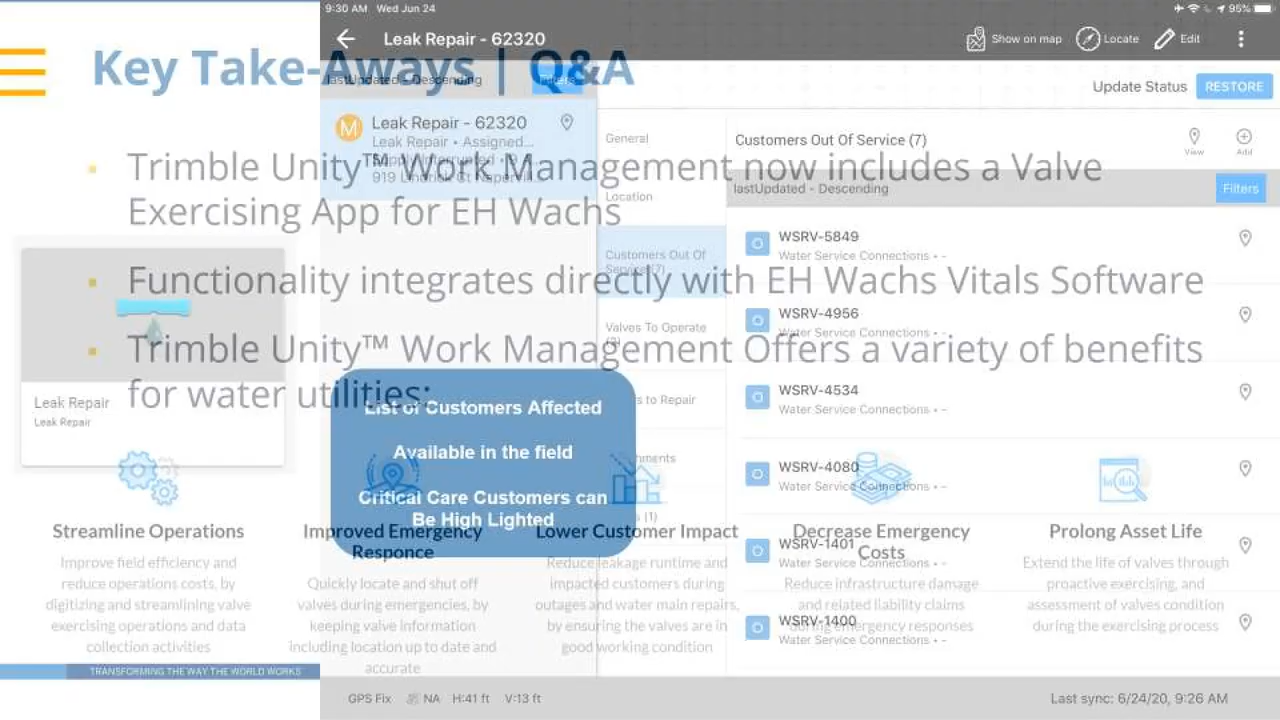 9:30 AM Wed Jun 24
95%
Leak Repair - 62320
Show on map
Locate
Edit
Key Take-Aways | Q&A
lastUpdated - Descending
Filters
Update Status
RESTORE
Leak Repair - 62320
Leak Repair • Assigned...
Supply Interrupted •
General
Location
Customers Out Of
Service (7)
Valves To Operate
Customers Out Of Service (7)
View
Add
lastUpdated - Descending
Filters
Trimble Unity™ Work Management now includes a Valve
Exercising App for EH Wachs
Functionality integrates directly with EH Wachs Vitals Software
Trimble Unity™ Work Management Offers a variety of benefits
for water utilities:
WSRV-5849
Water Service Connections • -
WSRV-4956
Water Service Connections • -
WSRV-4534
Water Service Connections • -
WSRV-4080
Water Service Connections • -
WSRV-1401
Water Service Connections • -
WSRV-1400
Water Service Connections • -
Leak Repair
Leak Repair
List of Customers Affected
Available in the field
Critical Care Customers can
Be High Lighted
to Repair
(1)
Streamline Operations
Improve field efficiency and
reduce operations costs, by
digitizing and streamlining valve
exercising operations and data
collection activities
Improved Emergency
Responce
Quickly locate and shut off
valves during emergencies, by
keeping valve information
including location up to date and
accurate
Lower Customer Impact
Reduce leakage runtime and
impacted customers during
outages and water main repairs,
by ensuring the valves are in
good working condition
Decrease Emergency
Costs
Reduce infrastructure damage
and related liability claims
during emergency responses
Prolong Asset Life
Extend the life of valves through
proactive exercising, and
assessment of valves condition
during the exercising process
TRANSFORMING THE WAY THE WORLD WORKS
GPS Fix NA H:41 ft V:13 ft
Last sync: 6/24/20, 9:26 AM